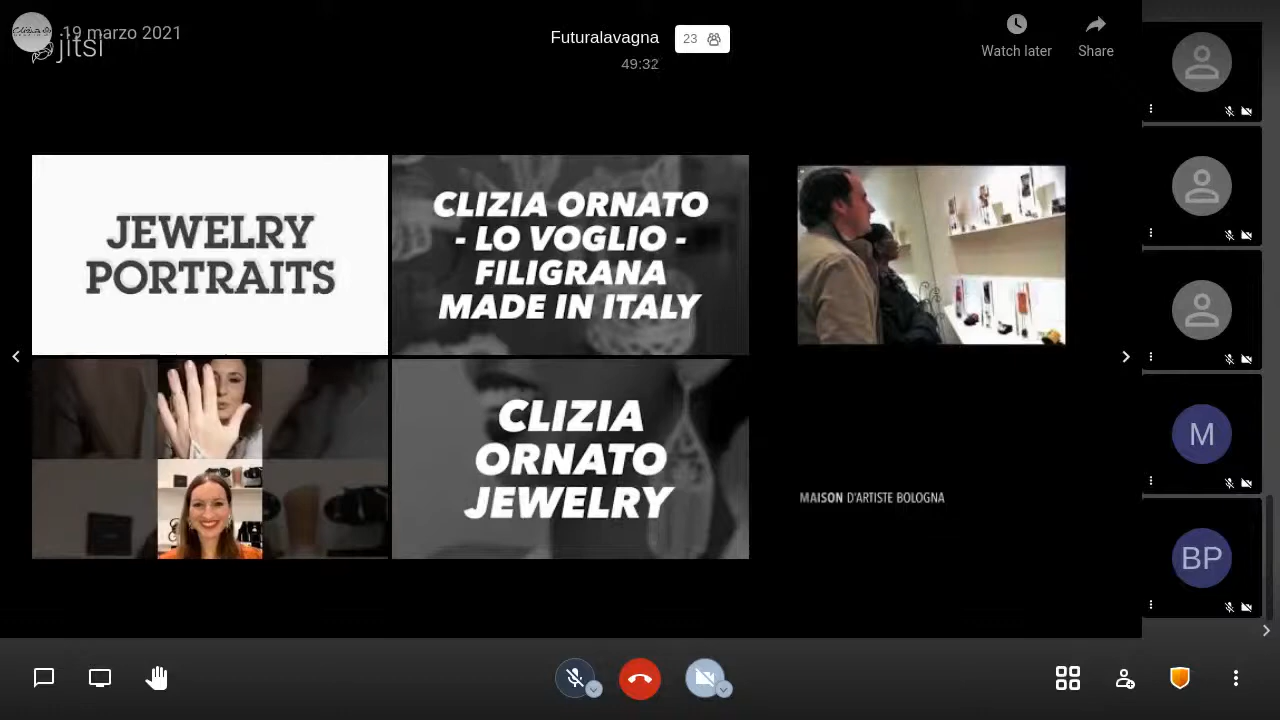 19 marzo 2021
jitsi
Futuralavagna
23
49:32
Watch later
Share
JEWELRY
PORTRAITS
CLIZIA ORNATO
- LO VOGLIO -
FILIGRANA
MADE IN ITALY
CLIZIA
ORNATO
JEWELRY
MAISON D'ARTISTE BOLOGNA
M
BP